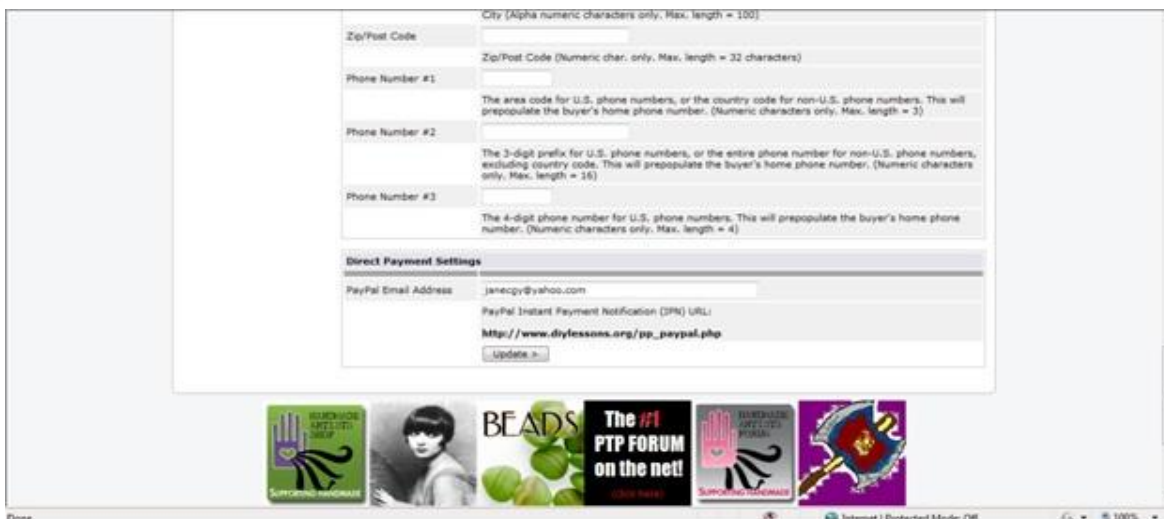 City (Alpha numeric characters only. Max. length = 100)
Zip/Post Code
Zip/Post Code (Numeric char. only. Max. length = 32 characters)
Phone Number #1
The area code for U.S. phone numbers, or the country code for non-U.S. phone numbers. This will
prepopulate the buyer's home phone number. (Numeric characters only. Max. length = 3)
Phone Number #2
The 3-digit prefix for U.S. phone numbers, or the entire phone number for non-U.S. phone numbers,
excluding country code. This will prepopulate the buyer's home phone number. (Numeric characters
only. Max. length = 16)
Phone Number #3
The 4-digit phone number for U.S. phone numbers. This will prepopulate the buyer's home phone
number. (Numeric characters only. Max. length = 4)
Direct Payment Settings
PayPal Email Address
janecgy@yahoo.com
PayPal Instant Payment Notification (IPN) URL:
http://www.diylessons.org/pp_paypal.php
Update >
HANDMADE
ARTISTS
SHOP
SUPPORTING HANDMADE
BEADS
The #1
PTP FORUM
on the net!
(click here)
HANDMADE
ARTISTS
FORUM
SUPPORTING HANDMADE
Done
Internet | Protected Mode: Off
100%